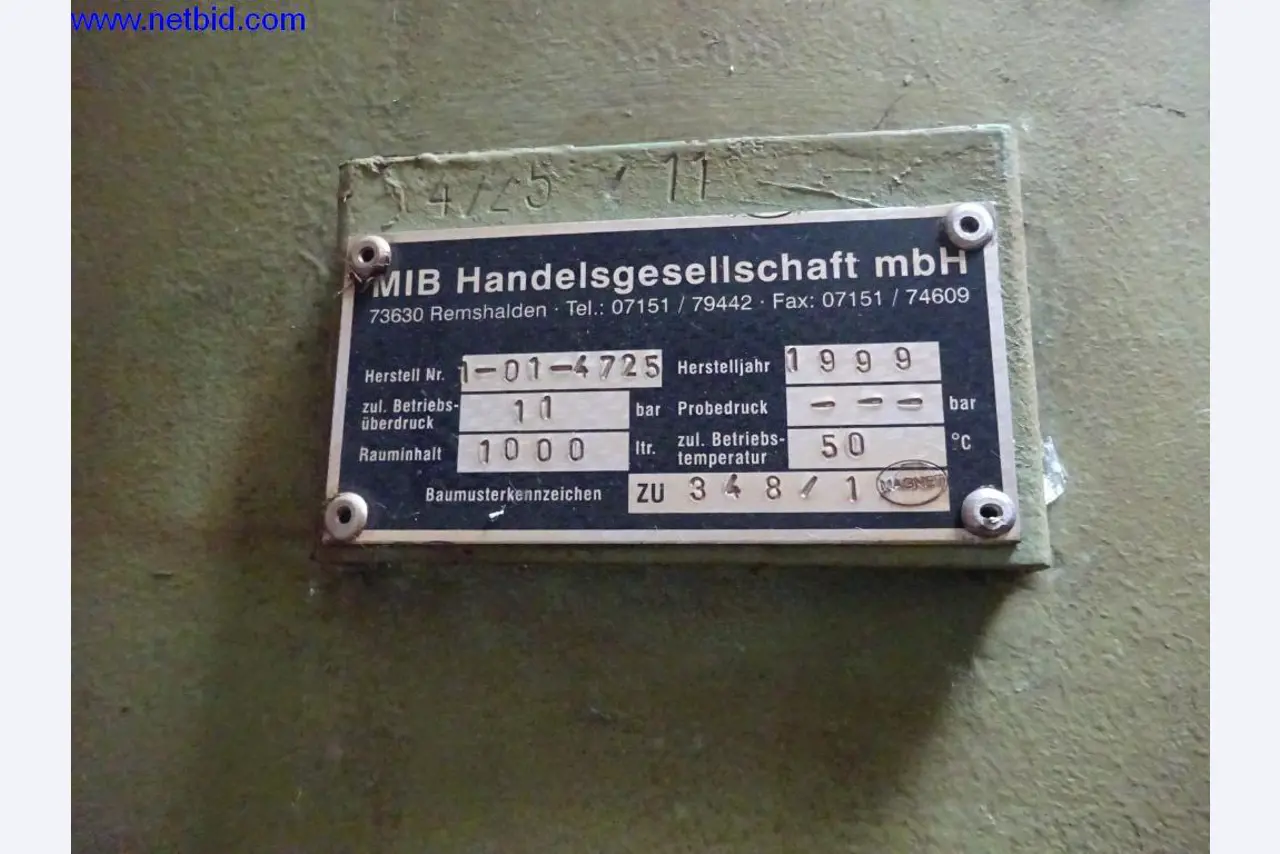 www.netbid.com
4/25 / 11
MIB Handelsgesellschaft mbH
73630 Remshalden · Tel.: 07151 / 79442 · Fax: 07151 / 74609
Herstell Nr. 1-01-4725 Herstelljahr 1999
zul. Betriebs-
überdruck 11 bar Probedruck - - - bar
Rauminhalt 1000 ltr. zul. Betriebs-
temperatur 50 °C
Baumusterkennzeichen ZU 348/1